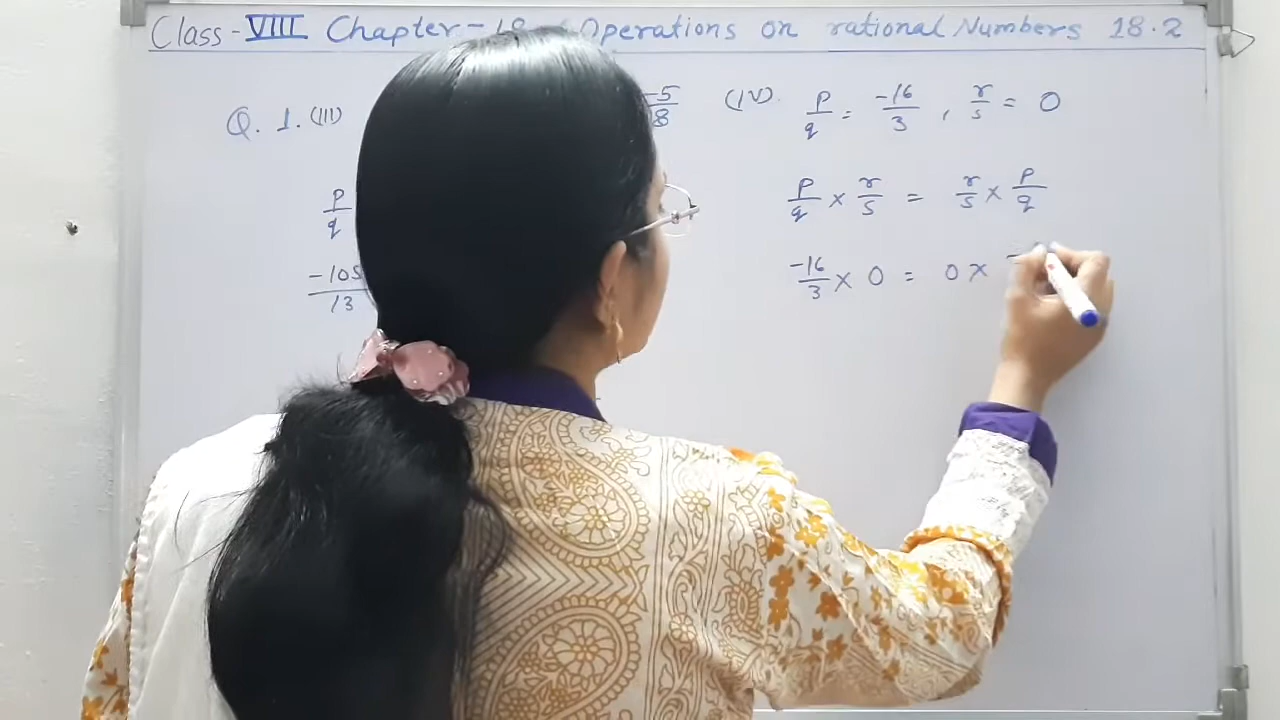 Class - VIII Chapter - 18 Operations on rational Numbers 18.2
Q. 1. (III) -5/8
p/q
-105/13
(IV). p/q = -16/3 , r/s = 0
p/q × r/s = r/s × p/q
-16/3 × 0 = 0 ×